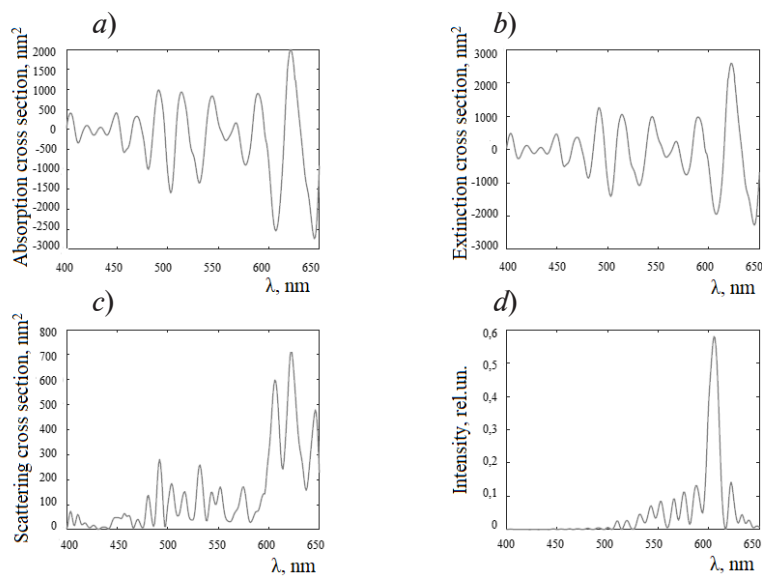 a)
Absorption cross section, nm²
2000
1500
1000
500
0
-500
-1000
-1500
-2000
-2500
-3000
400 450 500 550 600 650
λ, nm
b)
Extinction cross section, nm²
3000
2000
1000
0
-1000
-2000
-3000
400 450 500 550 600 650
λ, nm
c)
Scattering cross section, nm²
800
700
600
500
400
300
200
100
0
400 450 500 550 600 650
λ, nm
d)
Intensity, rel.un.
0,6
0,5
0,4
0,3
0,2
0,1
0
400 450 500 550 600 650
λ, nm